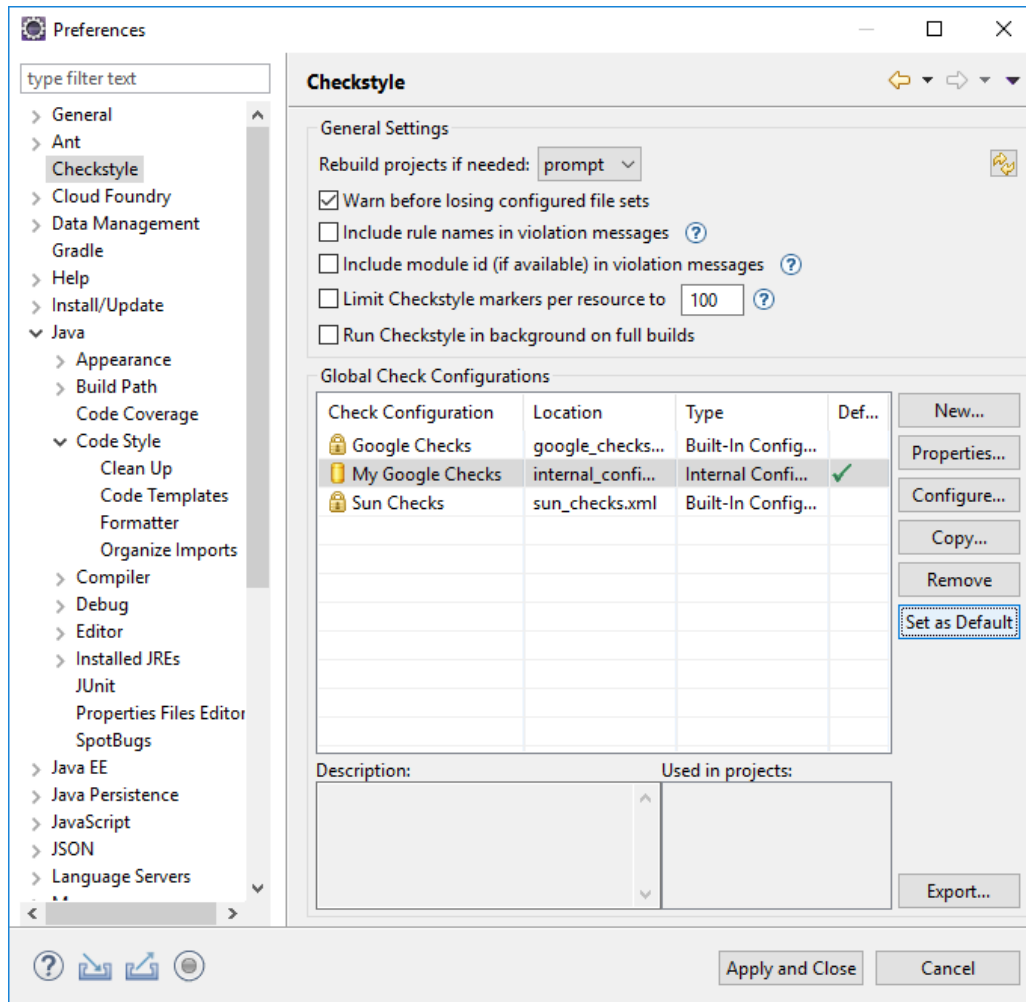 Preferences
type filter text
General
Ant
Checkstyle
Cloud Foundry
Data Management
Gradle
Help
Install/Update
Java
Appearance
Build Path
Code Coverage
Code Style
Clean Up
Code Templates
Formatter
Organize Imports
Compiler
Debug
Editor
Installed JREs
JUnit
Properties Files Editor
SpotBugs
Java EE
Java Persistence
JavaScript
JSON
Language Servers
Checkstyle
General Settings
Rebuild projects if needed: prompt
Warn before losing configured file sets
Include rule names in violation messages ?
Include module id (if available) in violation messages ?
Limit Checkstyle markers per resource to 100 ?
Run Checkstyle in background on full builds
Global Check Configurations
Check Configuration Location Type Def...
Google Checks google_checks... Built-In Config...
My Google Checks internal_confi... Internal Confi...
Sun Checks sun_checks.xml Built-In Config...
New...
Properties...
Configure...
Copy...
Remove
Set as Default
Description: Used in projects:
Export...
? Apply and Close Cancel